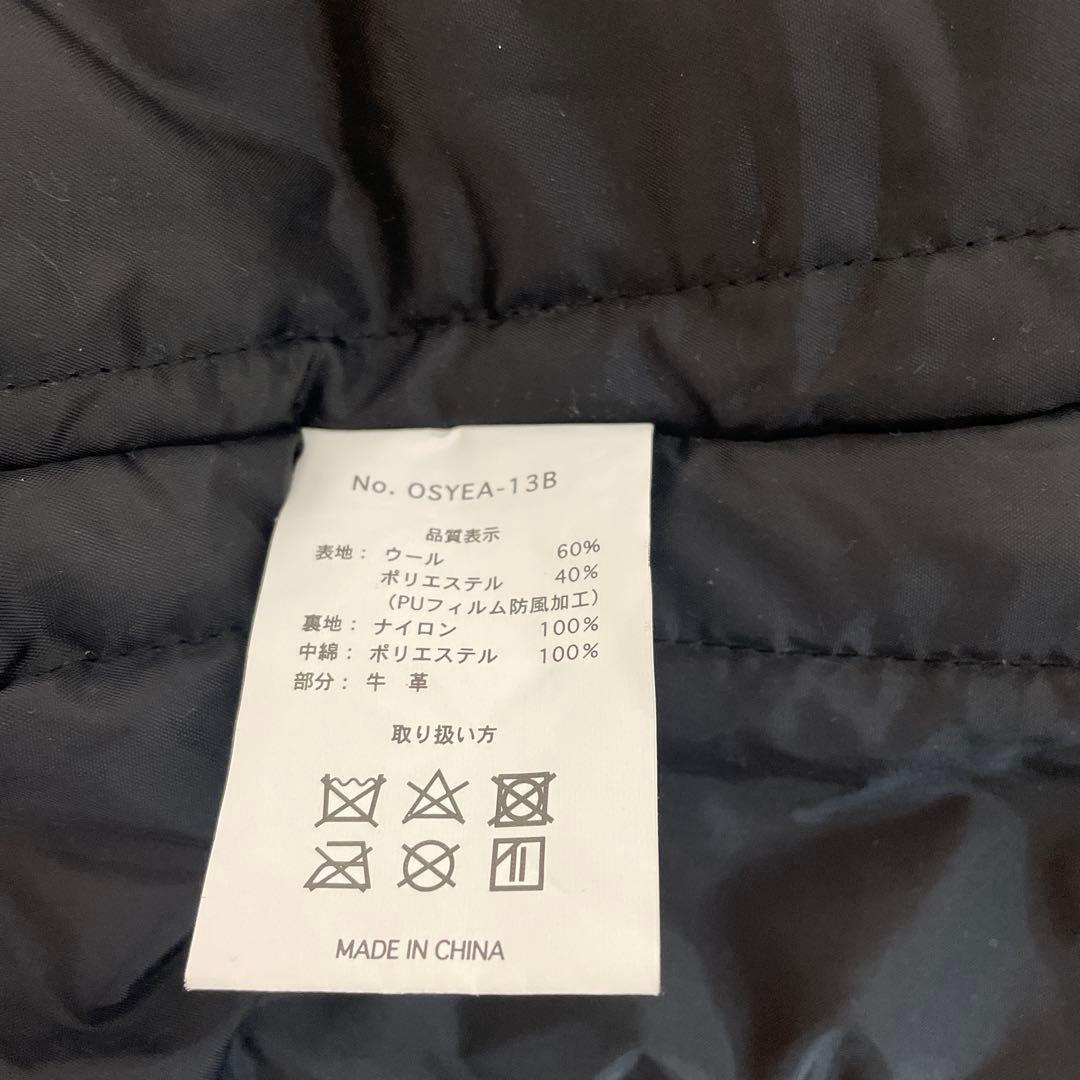 No. OSYEA-13B
品質表示
表地: ウール 60%
ポリエステル 40%
(PUフィルム防風加工)
裏地: ナイロン 100%
中綿: ポリエステル 100%
部分: 牛 革
取り扱い方
MADE IN CHINA